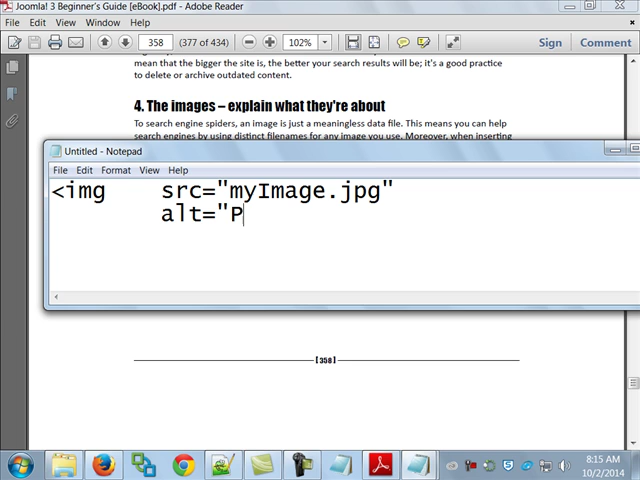 Joomla! 3 Beginner's Guide [eBook].pdf - Adobe Reader
File Edit View Window Help
358 (377 of 434) 102% Sign Comment
mean that the bigger the site is, the better your search results will be; it's a good practice
to delete or archive outdated content.
4. The images – explain what they're about
To search engine spiders, an image is just a meaningless data file. This means you can help
search engines by using distinct filenames for any image you use. Moreover, when inserting
Untitled - Notepad
File Edit Format View Help
<img src="myImage.jpg"
alt="P
[ 358 ]
8:15 AM
10/2/2014